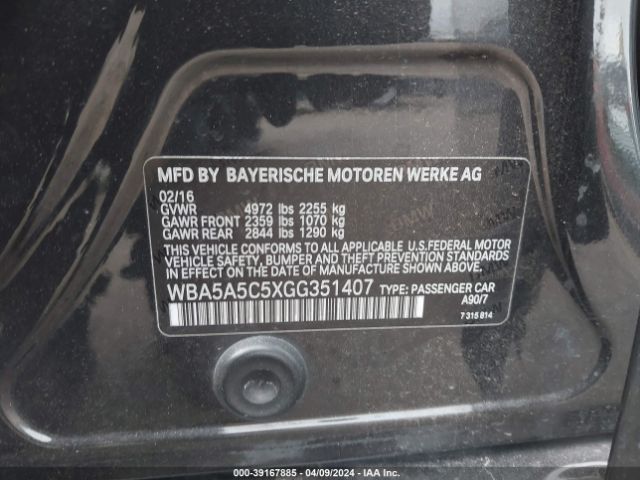 MFD BY BAYERISCHE MOTOREN WERKE AG
02/16
GVWR 4972 lbs 2255 kg
GAWR FRONT 2359 lbs 1070 kg
GAWR REAR 2844 lbs 1290 kg
THIS VEHICLE CONFORMS TO ALL APPLICABLE U.S.FEDERAL MOTOR
VEHICLE SAFETY, BUMPER AND THEFT PREVENTION STANDARDS
IN EFFECT ON THE DATE OF MANUFACTURE SHOWN ABOVE.
WBA5A5C5XGG351407 TYPE: PASSENGER CAR
A90/7
7 315 814
000-39167885 / 04/09/2024 - IAA Inc.